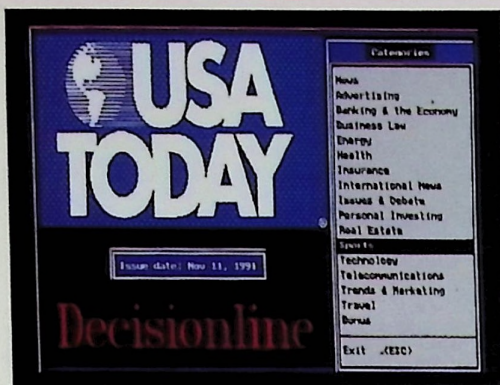 USA
TODAY
®
Issue date: Nov 11, 1991
Decisionline
Categories
News
Advertising
Banking & the Economy
Business Law
Energy
Health
Insurance
International News
Issues & Debate
Personal Investing
Real Estate
Sports
Technology
Telecommunications
Trends & Marketing
Travel
Bonus
Exit .<ESC>